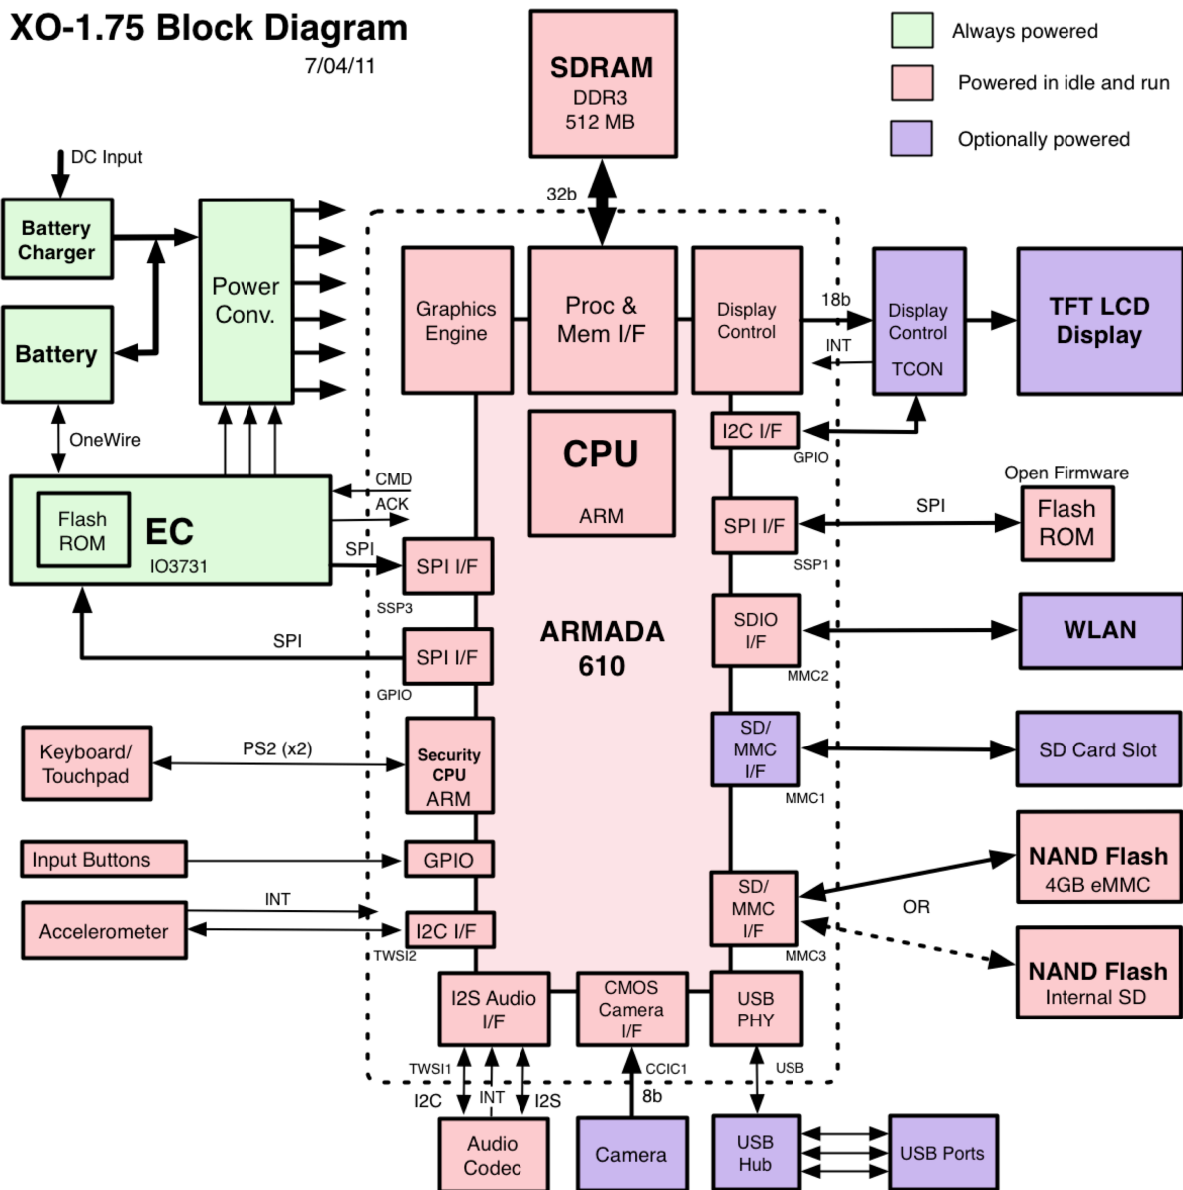 XO-1.75 Block Diagram
7/04/11
SDRAM
DDR3
512 MB
Always powered
Powered in idle and run
Optionally powered
DC Input
32b
Battery
Charger
Power
Conv.
Battery
OneWire
Graphics
Engine
Proc &
Mem I/F
Display
Control
18b
INT
Display
Control
TCON
TFT LCD
Display
I2C I/F
GPIO
CPU
ARM
CMD
ACK
Flash
ROM
EC
IO3731
SPI
SPI I/F
SSP3
SPI
SPI I/F
GPIO
SPI I/F
SSP1
SPI
Open Firmware
Flash
ROM
ARMADA
610
SDIO
I/F
MMC2
WLAN
Keyboard/
Touchpad
PS2 (x2)
Security
CPU
ARM
SD/
MMC
I/F
MMC1
SD Card Slot
Input Buttons
GPIO
Accelerometer
INT
I2C I/F
TWSI2
SD/
MMC
I/F
MMC3
OR
NAND Flash
4GB eMMC
NAND Flash
Internal SD
I2S Audio
I/F
CMOS
Camera
I/F
USB
PHY
TWSI1
CCIC1
USB
I2C
INT
I2S
8b
Audio
Codec
Camera
USB
Hub
USB Ports